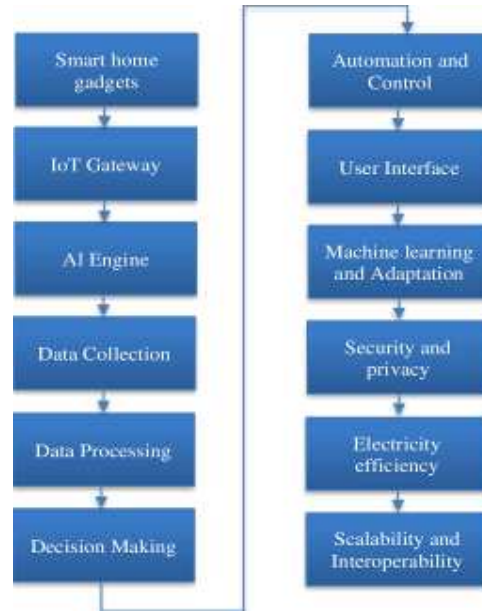 Smart home
gadgets
IoT Gateway
AI Engine
Data Collection
Data Processing
Decision Making
Automation and
Control
User Interface
Machine learning
and Adaptation
Security and
privacy
Electricity
efficiency
Scalability and
Interoperability